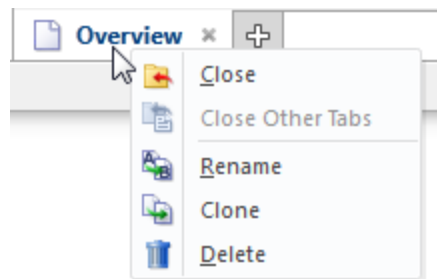 Overview
Close
Close Other Tabs
Rename
Clone
Delete